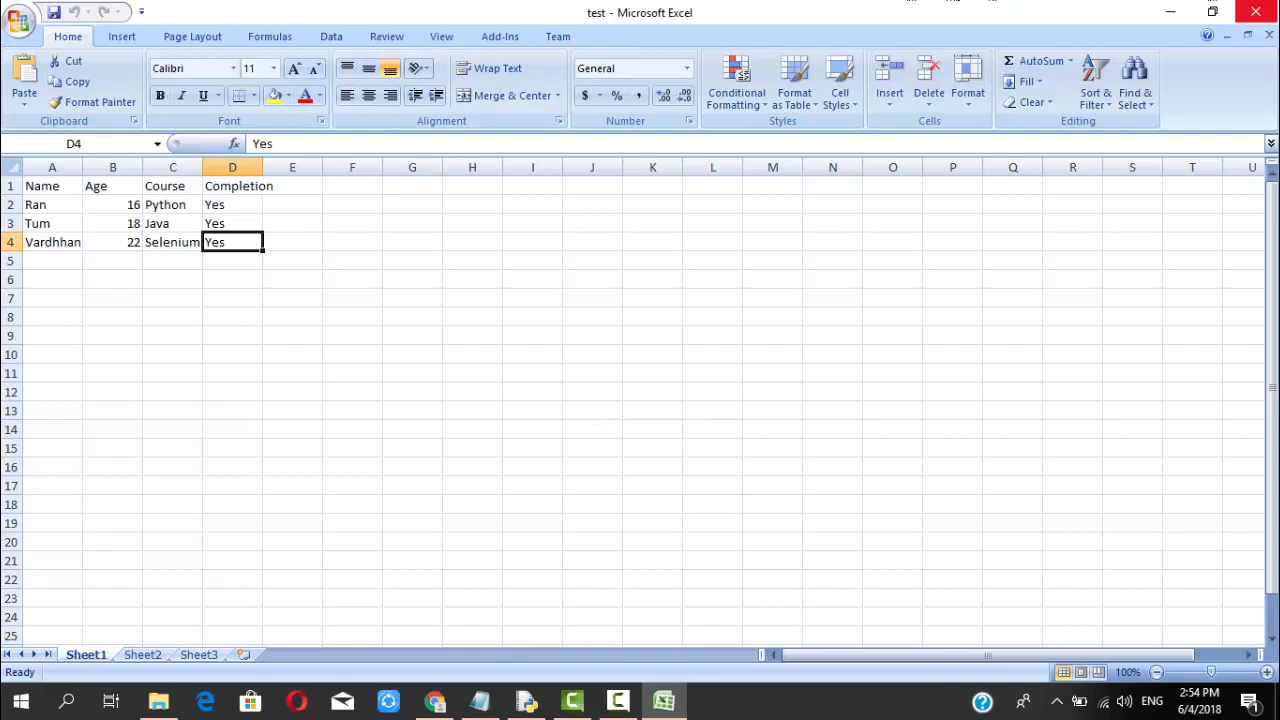 test - Microsoft Excel
Home Insert Page Layout Formulas Data Review View Add-Ins Team
Paste
Cut
Copy
Format Painter
Clipboard
Calibri 11
B I U A
Font
Wrap Text
Merge & Center
Alignment
General
$ % , .0 .00 .00 .0
Number
Conditional Formatting
Format as Table
Cell Styles
Styles
Insert Delete Format
Cells
Σ AutoSum
Fill
Clear
Sort & Filter
Find & Select
Editing
D4 fx Yes
A B C D E F G H I J K L M N O P Q R S T U
1 Name Age Course Completion
2 Ran 16 Python Yes
3 Tum 18 Java Yes
4 Vardhhan 22 Selenium Yes
5
6
7
8
9
10
11
12
13
14
15
16
17
18
19
20
21
22
23
24
25
Sheet1 Sheet2 Sheet3
Ready 100%
ENG 2:54 PM
6/4/2018